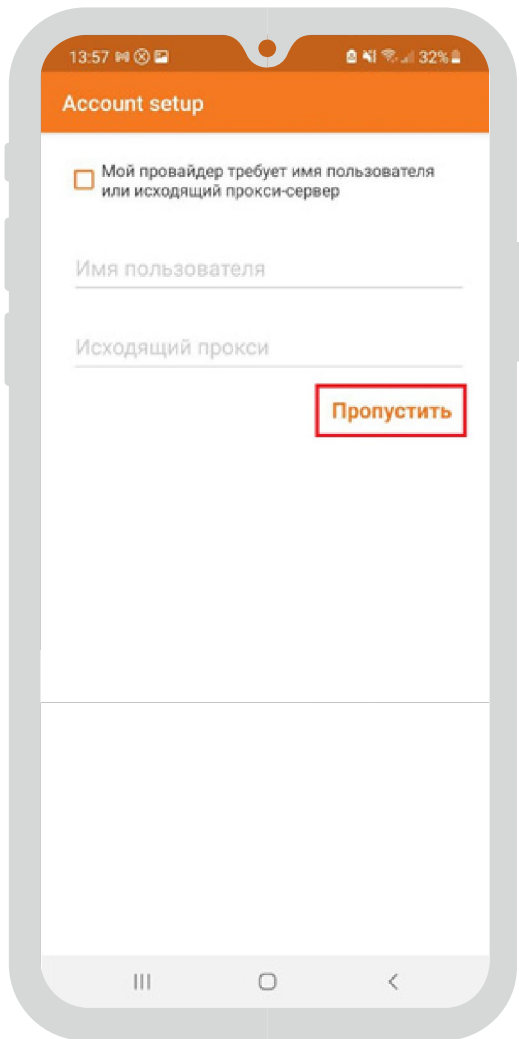 13:57 32%
Account setup
Мой провайдер требует имя пользователя
или исходящий прокси-сервер
Имя пользователя
Исходящий прокси
Пропустить